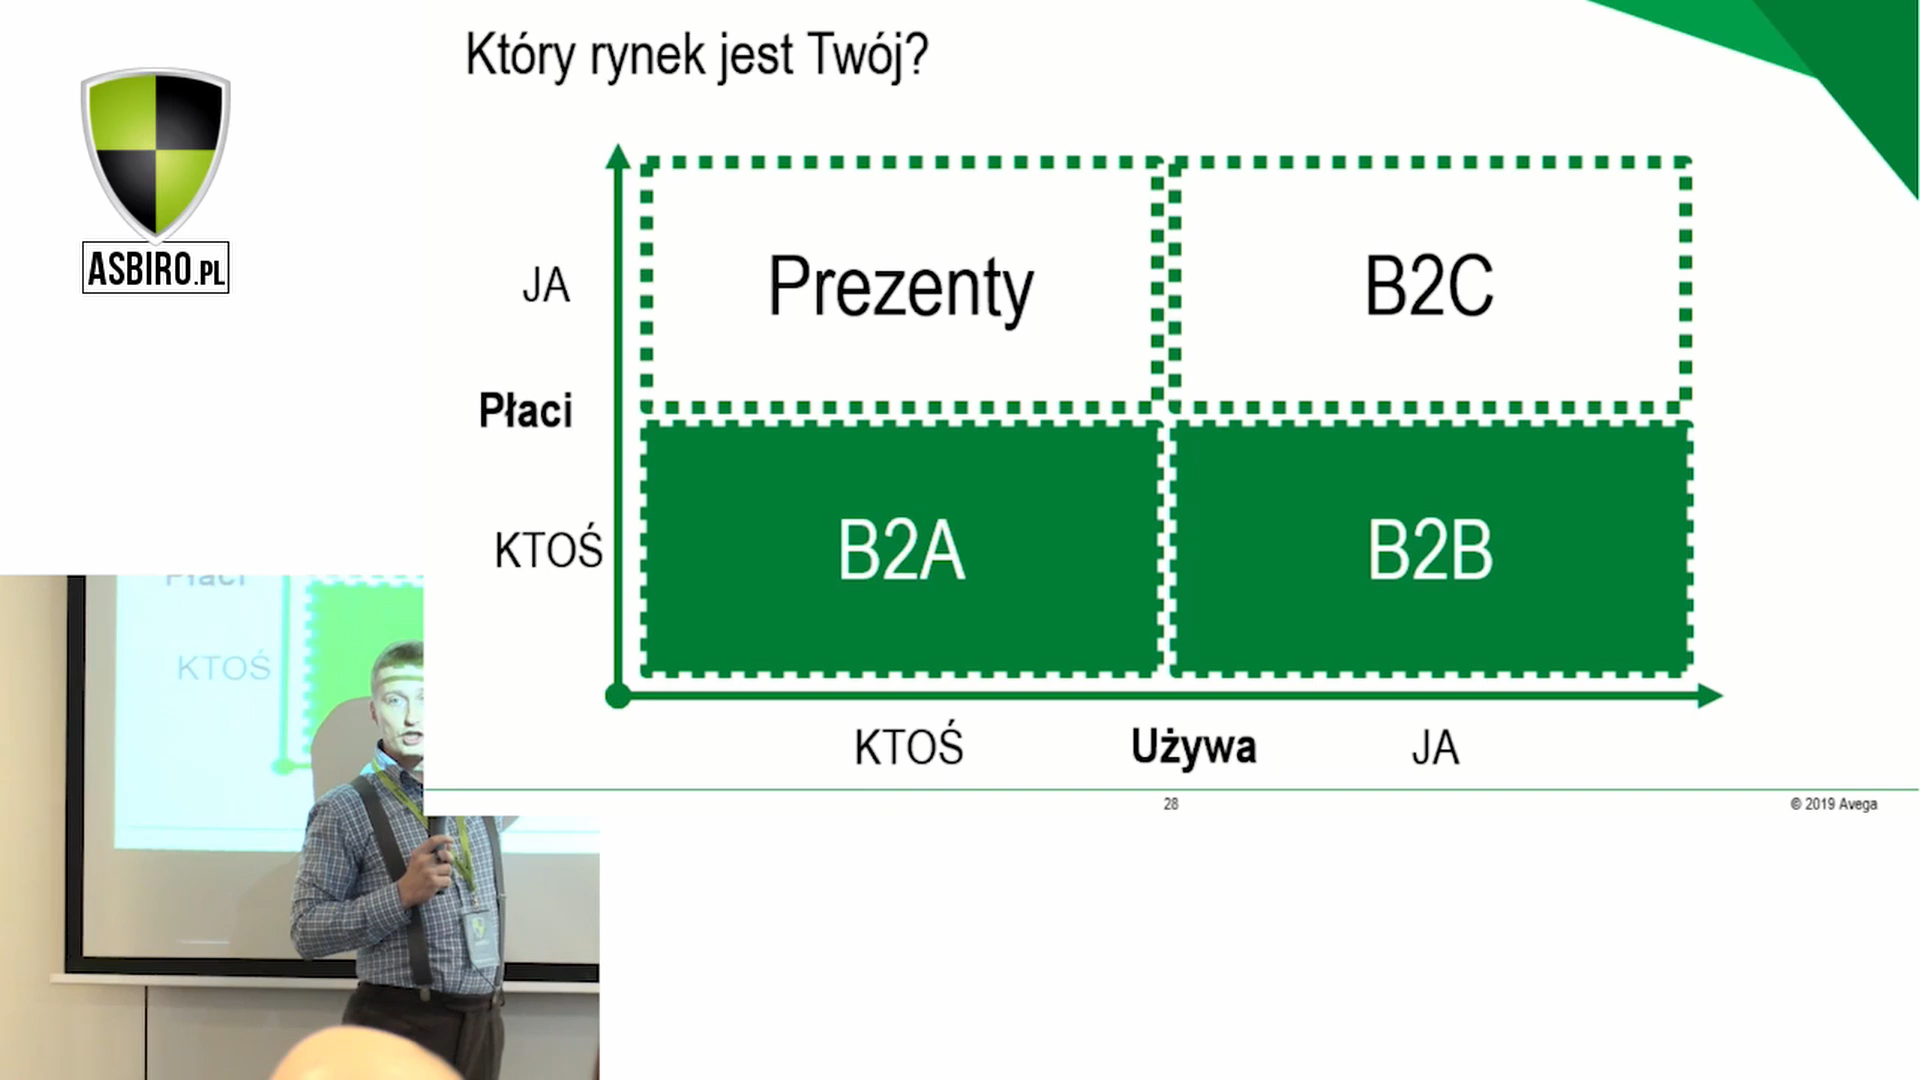 Który rynek jest Twój?
ASBIRO.PL
JA
Prezenty
B2C
Płaci
KTOŚ
B2A
B2B
KTOŚ
Używa
JA
28
© 2019 Avega
Płaci
KTOŚ